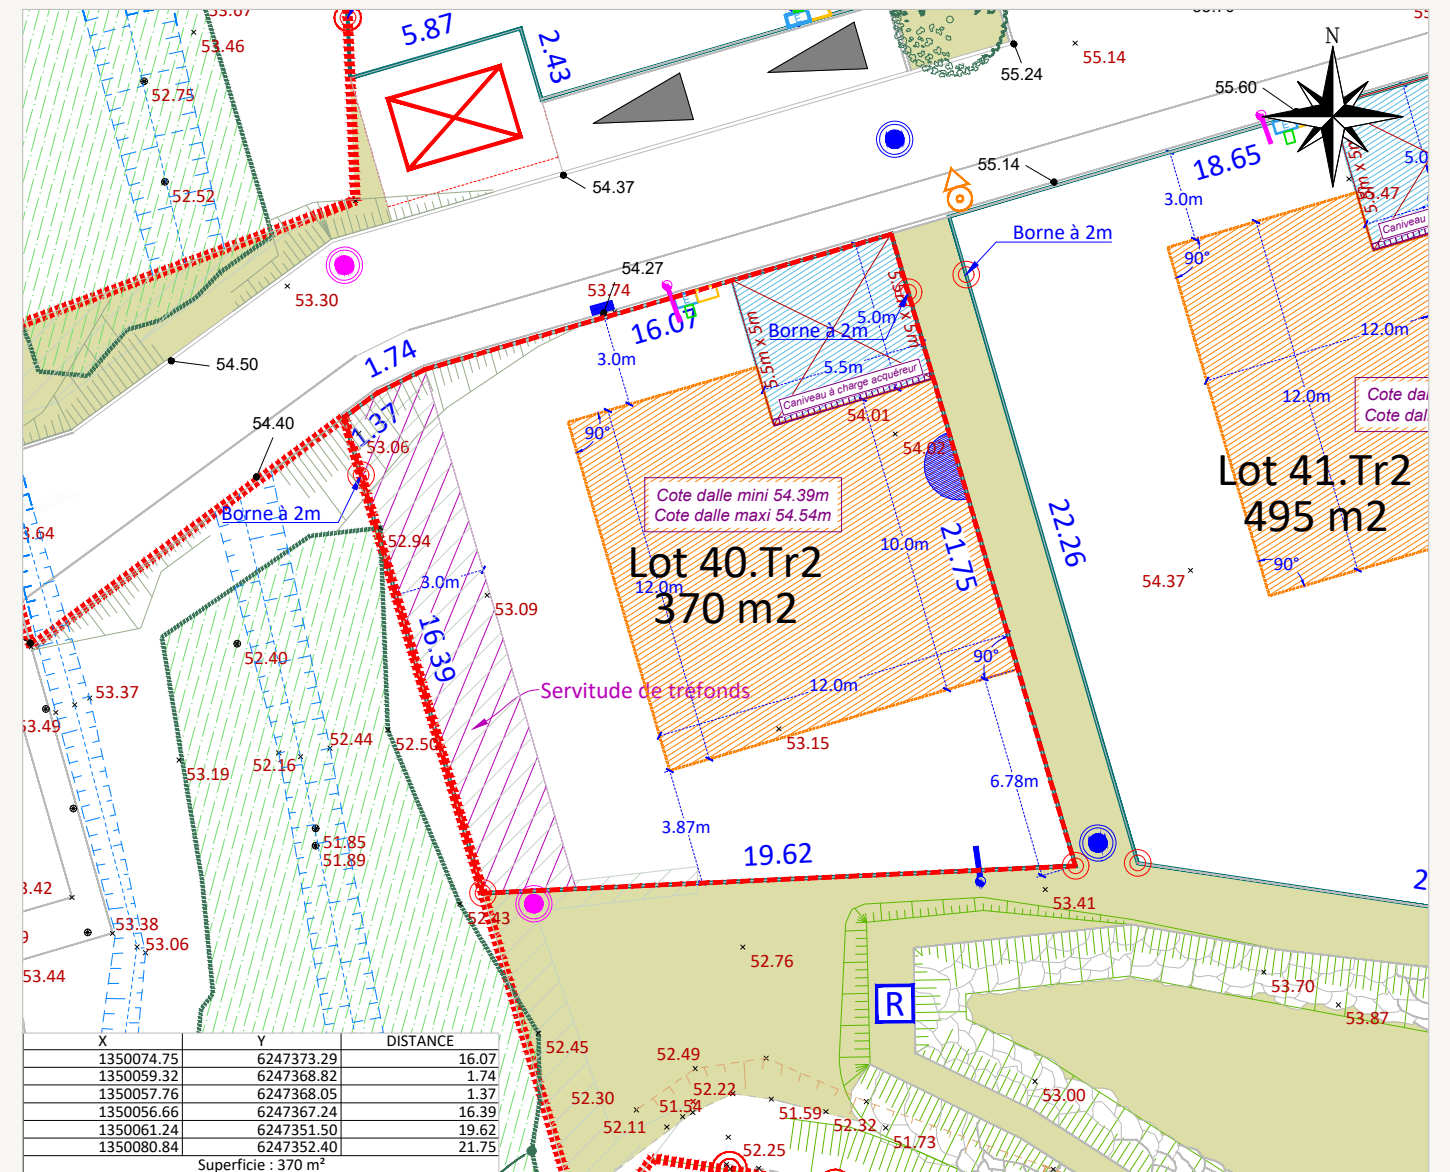 53.46
52.75
52.52
5.87
2.43
54.37
55.24
55.14
55.60
N
18.65
55.14
3.0m
90°
12.0m
12.0m
Borne à 2m
54.27
53.74
16.07
3.0m
53.30
54.50
1.74
1.37
54.40
53.06
Borne à 2m
Borne à 2m
5.0m
5.5m
5.5m x 5m
5.5m x 5m
Caniveau à charge acquéreur
54.01
54.02
90°
Cote dalle mini 54.39m
Cote dalle maxi 54.54m
Lot 40.Tr2
370 m2
12.0m
10.0m
21.75
22.26
Lot 41.Tr2
495 m2
90°
54.37
Caniveau
52.94
3.0m
53.09
16.39
Servitude de tréfonds
90°
12.0m
53.15
6.78m
3.87m
19.62
52.40
53.37
53.49
52.44
52.50
52.16
53.19
51.85
51.89
53.38
53.06
53.44
52.43
53.41
52.76
R
53.70
53.87
53.00
52.45
52.49
52.30
52.22
51.54
52.11
51.59
52.32
51.73
52.25
X Y DISTANCE
1350074.75 6247373.29 16.07
1350059.32 6247368.82 1.74
1350057.76 6247368.05 1.37
1350056.66 6247367.24 16.39
1350061.24 6247351.50 19.62
1350080.84 6247352.40 21.75
Superficie : 370 m²